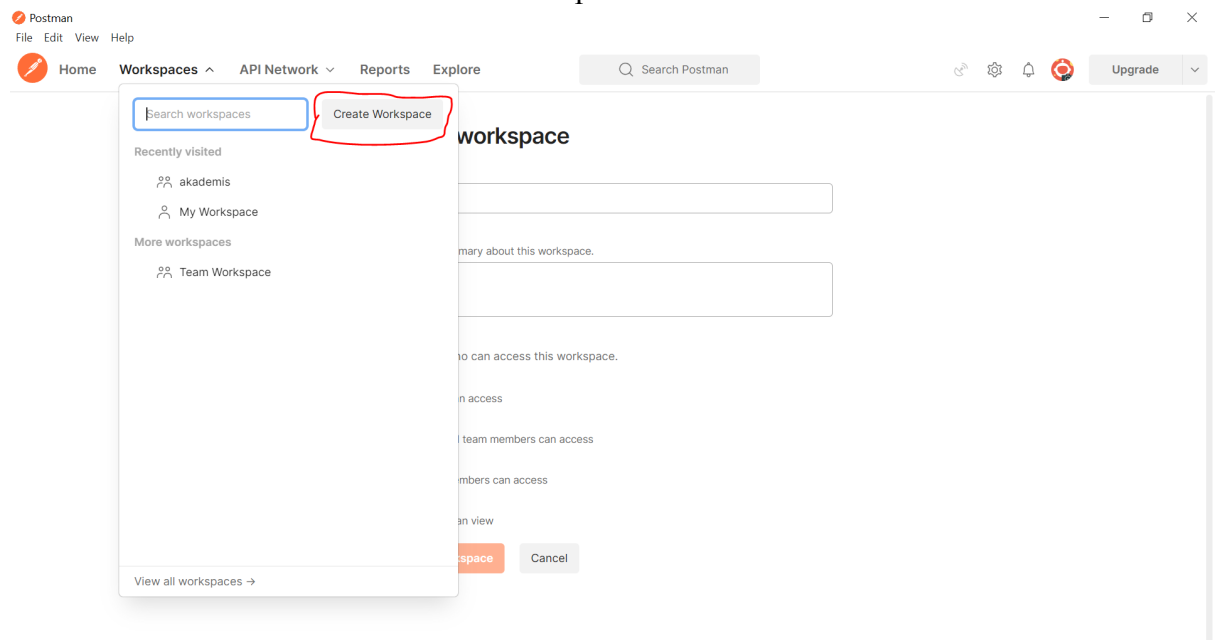 Postman
File Edit View Help
Home Workspaces API Network Reports Explore Search Postman Upgrade
Search workspaces Create Workspace
workspace
Recently visited
akademis
My Workspace
More workspaces
mary about this workspace.
Team Workspace
o can access this workspace.
n access
team members can access
mbers can access
an view
space Cancel
View all workspaces →